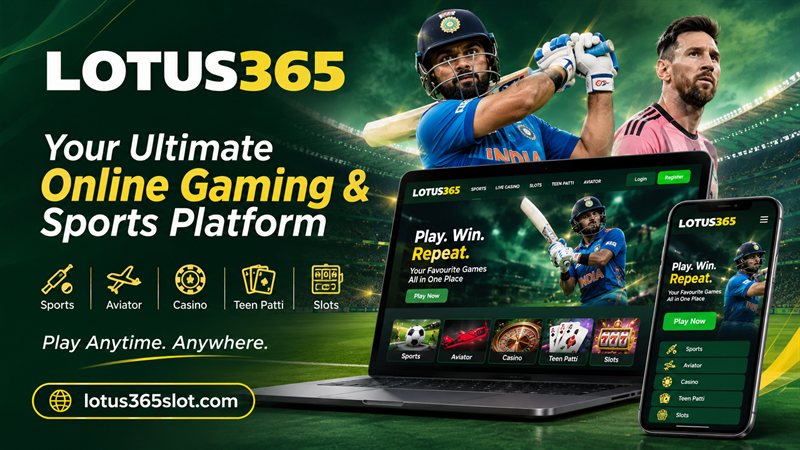 LOTUS365
Your Ultimate
Online Gaming &
Sports Platform
Sports
Aviator
Casino
Teen Patti
Slots
Play Anytime. Anywhere.
lotus365slot.com
INDIA
LOTUS365
SPORTS
LIVE CASINO
SLOTS
TEEN PATTI
AVIATOR
Login
Register
Play. Win.
Repeat.
Your Favourite Games
All in One Place
Play Now
INDIA
Sports
Aviator
Casino
Teen Patti
Slots
LOTUS365
Play. Win.
Repeat.
Your Favourite Games
All in One Place
Play Now
Sports
Aviator
Casino
Teen Patti
Slots